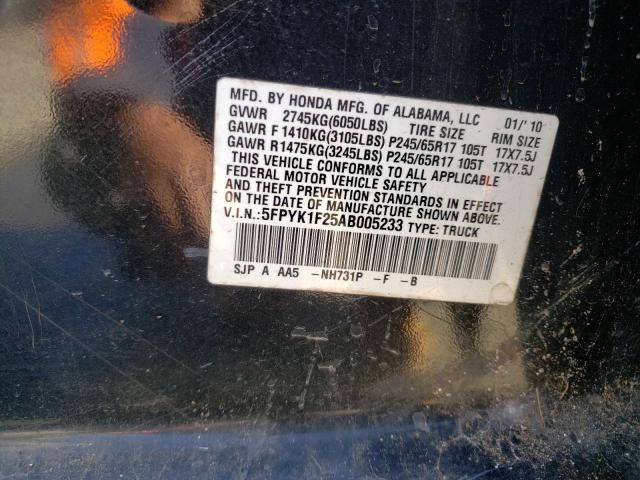 MFD. BY HONDA MFG. OF ALABAMA, LLC 01/'10
GVWR 2745KG(6050LBS) TIRE SIZE RIM SIZE
GAWR F 1410KG(3105LBS) P245/65R17 105T 17X7.5J
GAWR R1475KG(3245LBS) P245/65R17 105T 17X7.5J
THIS VEHICLE CONFORMS TO ALL APPLICABLE
FEDERAL MOTOR VEHICLE SAFETY
AND THEFT PREVENTION STANDARDS IN EFFECT
ON THE DATE OF MANUFACTURE SHOWN ABOVE.
V.I.N.:5FPYK1F25AB005233 TYPE: TRUCK
SJP A AA5 -NH731P -F -B